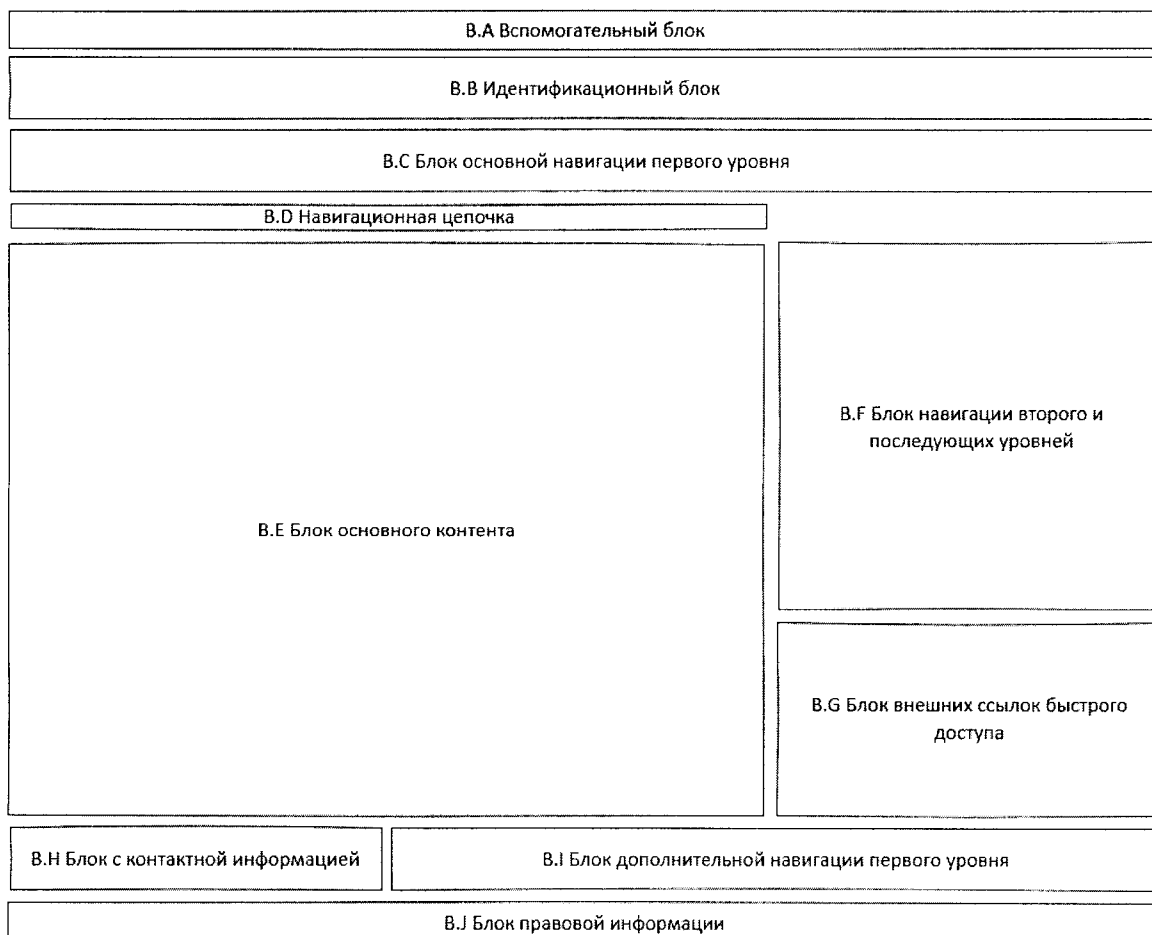 B.A Вспомогательный блок
B.B Идентификационный блок
B.C Блок основной навигации первого уровня
B.D Навигационная цепочка
B.E Блок основного контента
B.F Блок навигации второго и
последующих уровней
B.G Блок внешних ссылок быстрого
доступа
B.H Блок с контактной информацией
B.I Блок дополнительной навигации первого уровня
B.J Блок правовой информации